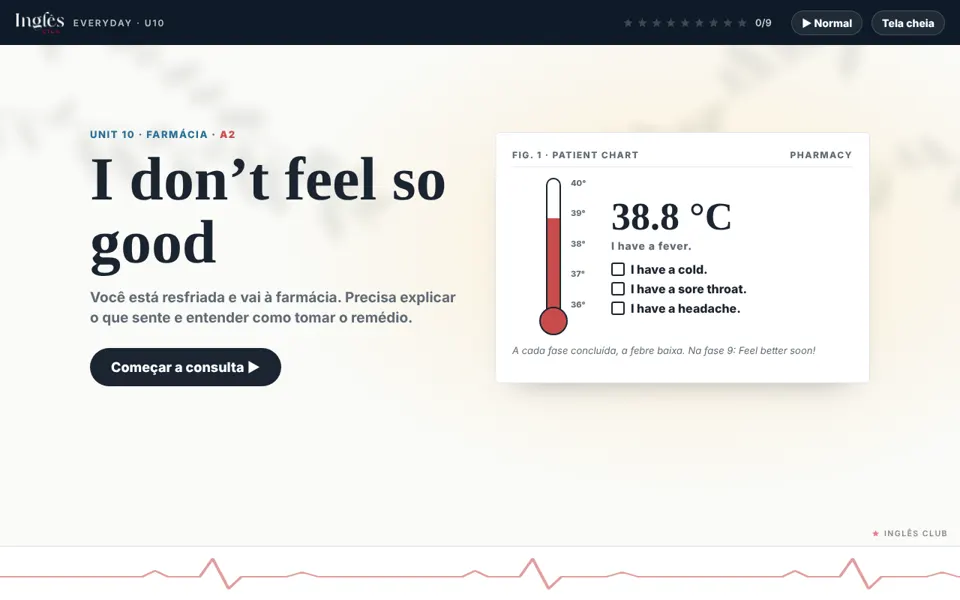 Inglês
CLUB
EVERYDAY · U10
★ ★ ★ ★ ★ ★ ★ ★ ★ 0/9
▶ Normal
Tela cheia
UNIT 10 · FARMÁCIA · A2
I don’t feel so
good
Você está resfriada e vai à farmácia. Precisa explicar
o que sente e entender como tomar o remédio.
Começar a consulta ▶
FIG. 1 · PATIENT CHART
PHARMACY
40°
39°
38°
37°
36°
38.8 °C
I have a fever.
I have a cold.
I have a sore throat.
I have a headache.
A cada fase concluída, a febre baixa. Na fase 9: Feel better soon!
★ INGLÊS CLUB